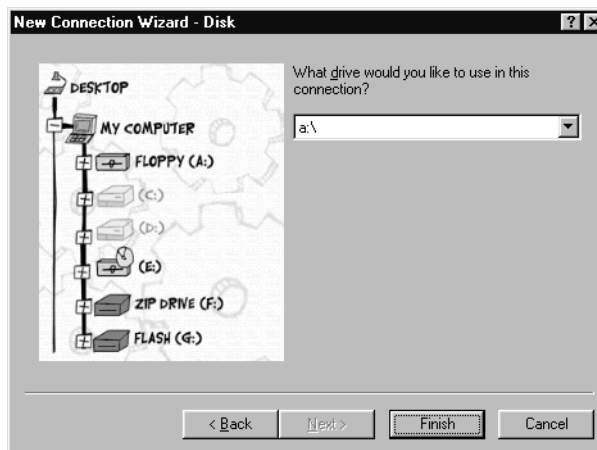 New Connection Wizard - Disk
DESKTOP
MY COMPUTER
FLOPPY (A:)
(C:)
(D:)
(E:)
ZIP DRIVE (F:)
FLASH (G:)
What drive would you like to use in this
connection?
a:\
< Back Next > Finish Cancel